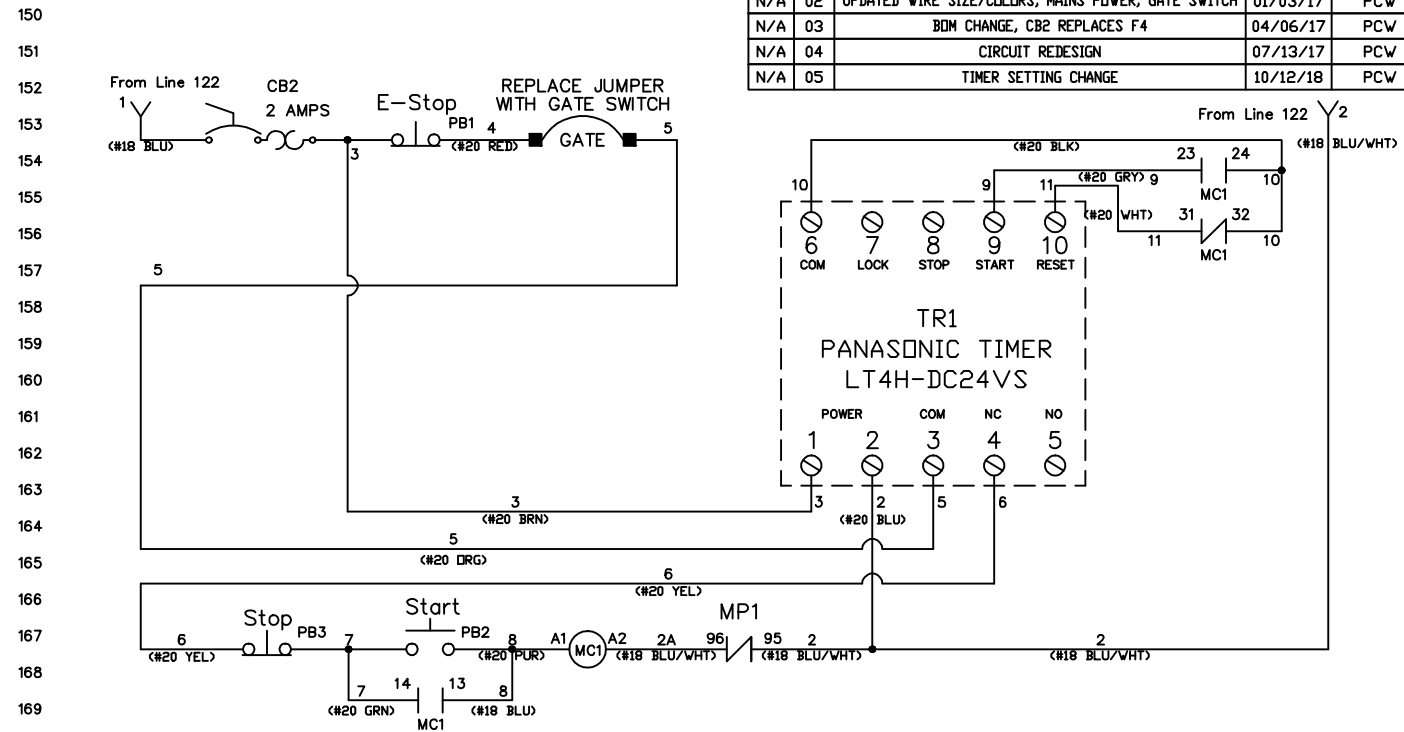 150
N/A 02 UPDATED WIRE SIZE/COLORS, MAINS POWER, GATE SWITCH 01/03/17 PCW
N/A 03 BOM CHANGE, CB2 REPLACES F4 04/06/17 PCW
151
N/A 04 CIRCUIT REDESIGN 07/13/17 PCW
152
N/A 05 TIMER SETTING CHANGE 10/12/18 PCW
From Line 122
1
CB2
2 AMPS
E-Stop
PB1
REPLACE JUMPER
WITH GATE SWITCH
From Line 122
2
153
(#18 BLU)
3
4
(#20 RED)
GATE
5
(#20 BLK)
(#18 BLU/WHT)
154
23
24
10
9
11
(#20 GRY)
9
MC1
10
155
(#20 WHT)
31
32
156
11
MC1
10
6
7
8
9
10
COM
LOCK
STOP
START
RESET
157
5
158
TR1
159
PANASONIC TIMER
160
LT4H-DC24VS
161
POWER
COM
NC
NO
162
1
2
3
4
5
163
3
(#20 BRN)
3
2
5
6
164
(#20 BLU)
5
(#20 ORG)
165
6
(#20 YEL)
166
Stop
PB3
Start
PB2
MP1
167
6
(#20 YEL)
7
8
(#20 PUR)
A1
MC1
A2
2A
(#18 BLU/WHT)
96
95
2
(#18 BLU/WHT)
2
(#18 BLU/WHT)
168
7
(#20 GRN)
14
13
8
(#18 BLU)
169
MC1